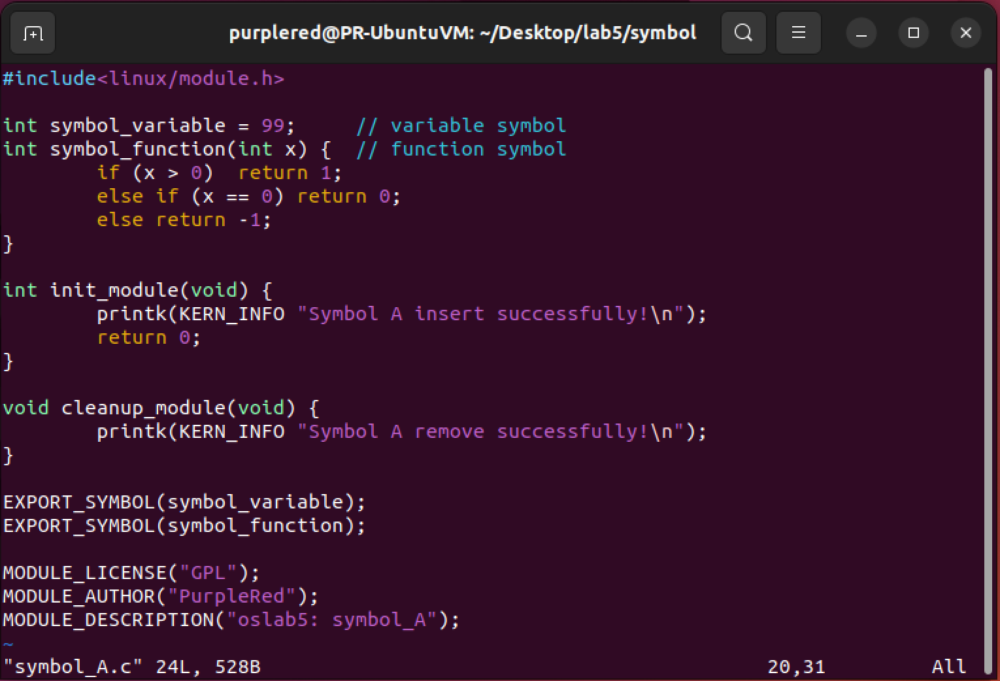 purplered@PR-UbuntuVM: ~/Desktop/lab5/symbol
#include<linux/module.h>
int symbol_variable = 99;     // variable symbol
int symbol_function(int x) {  // function symbol
        if (x > 0)  return 1;
        else if (x == 0) return 0;
        else return -1;
}
int init_module(void) {
        printk(KERN_INFO "Symbol A insert successfully!\n");
        return 0;
}
void cleanup_module(void) {
        printk(KERN_INFO "Symbol A remove successfully!\n");
}
EXPORT_SYMBOL(symbol_variable);
EXPORT_SYMBOL(symbol_function);
MODULE_LICENSE("GPL");
MODULE_AUTHOR("PurpleRed");
MODULE_DESCRIPTION("oslab5: symbol_A");
~
"symbol_A.c" 24L, 528B 20,31 All